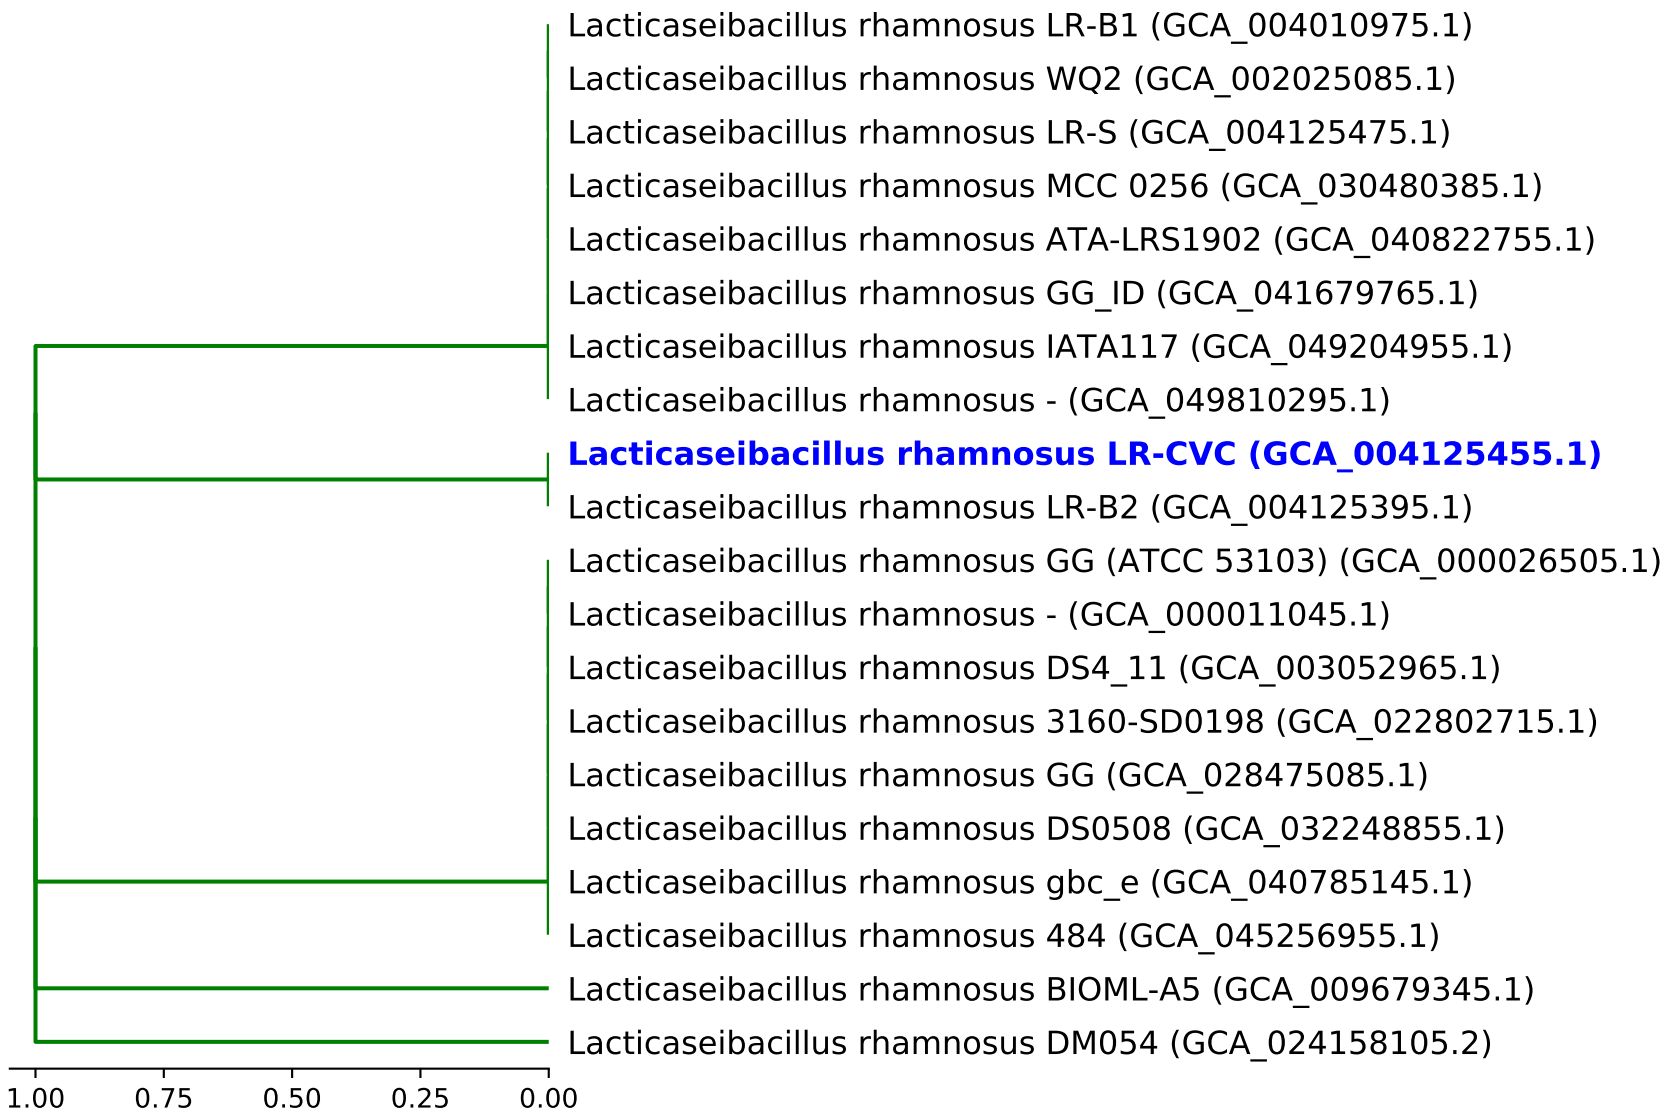 Lacticaseibacillus rhamnosus LR-B1 (GCA_004010975.1)
Lacticaseibacillus rhamnosus WQ2 (GCA_002025085.1)
Lacticaseibacillus rhamnosus LR-S (GCA_004125475.1)
Lacticaseibacillus rhamnosus MCC 0256 (GCA_030480385.1)
Lacticaseibacillus rhamnosus ATA-LRS1902 (GCA_040822755.1)
Lacticaseibacillus rhamnosus GG_ID (GCA_041679765.1)
Lacticaseibacillus rhamnosus IATA117 (GCA_049204955.1)
Lacticaseibacillus rhamnosus - (GCA_049810295.1)
Lacticaseibacillus rhamnosus LR-CVC (GCA_004125455.1)
Lacticaseibacillus rhamnosus LR-B2 (GCA_004125395.1)
Lacticaseibacillus rhamnosus GG (ATCC 53103) (GCA_000026505.1)
Lacticaseibacillus rhamnosus - (GCA_000011045.1)
Lacticaseibacillus rhamnosus DS4_11 (GCA_003052965.1)
Lacticaseibacillus rhamnosus 3160-SD0198 (GCA_022802715.1)
Lacticaseibacillus rhamnosus GG (GCA_028475085.1)
Lacticaseibacillus rhamnosus DS0508 (GCA_032248855.1)
Lacticaseibacillus rhamnosus gbc_e (GCA_040785145.1)
Lacticaseibacillus rhamnosus 484 (GCA_045256955.1)
Lacticaseibacillus rhamnosus BIOML-A5 (GCA_009679345.1)
Lacticaseibacillus rhamnosus DM054 (GCA_024158105.2)
1.00 0.75 0.50 0.25 0.00